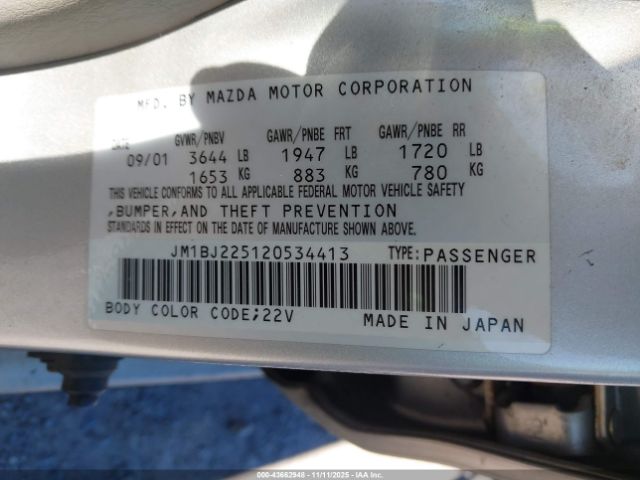 MFD. BY MAZDA MOTOR CORPORATION
DATE GVWR/PNBV GAWR/PNBE FRT GAWR/PNBE RR
09/01 3644 LB 1947 LB 1720 LB
1653 KG 883 KG 780 KG
THIS VEHICLE CONFORMS TO ALL APPLICABLE FEDERAL MOTOR VEHICLE SAFETY
,BUMPER,AND THEFT PREVENTION
STANDARDS IN EFFECT ON THE DATE OF MANUFACTURE SHOWN ABOVE.
JM1BJ225120534413 TYPE:PASSENGER
BODY COLOR CODE;22V MADE IN JAPAN
000-43662948 - 11/11/2025 - IAAI.COM